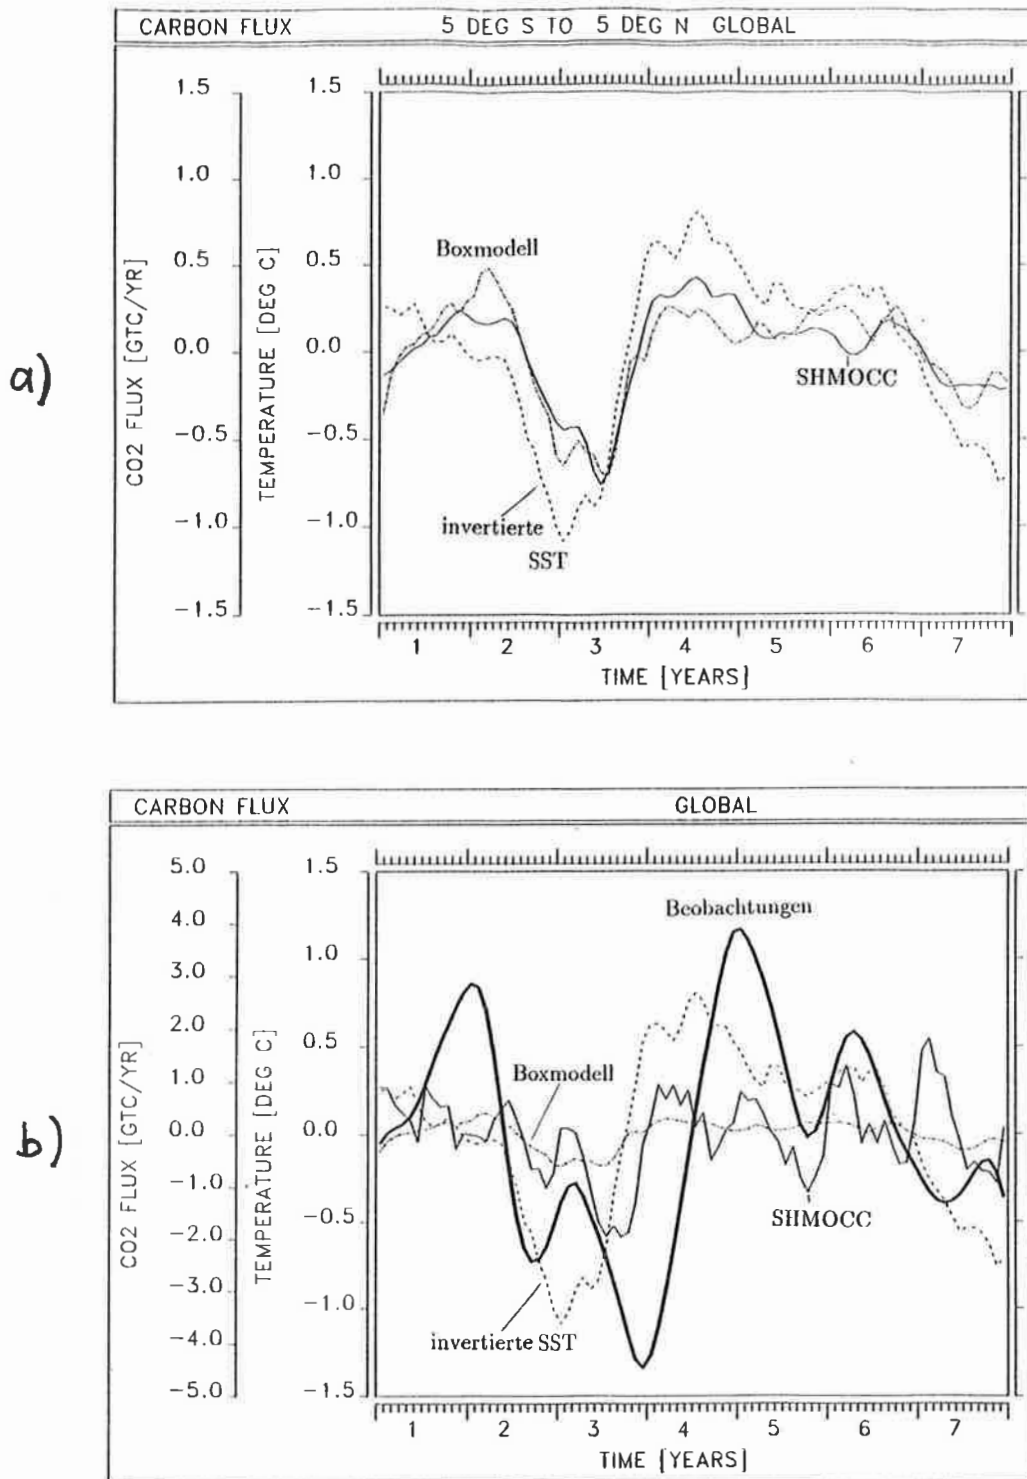 CARBON FLUX 5 DEG S TO 5 DEG N GLOBAL
a)
CO2 FLUX [GTC/YR]
1.5
1.0
0.5
0.0
-0.5
-1.0
-1.5
TEMPERATURE [DEG C]
1.5
1.0
0.5
0.0
-0.5
-1.0
-1.5
Boxmodell
SHMOCC
invertierte
SST
1 2 3 4 5 6 7
TIME [YEARS]
CARBON FLUX GLOBAL
b)
CO2 FLUX [GTC/YR]
5.0
4.0
3.0
2.0
1.0
0.0
-1.0
-2.0
-3.0
-4.0
-5.0
TEMPERATURE [DEG C]
1.5
1.0
0.5
0.0
-0.5
-1.0
-1.5
Beobachtungen
Boxmodell
SHMOCC
invertierte SST
1 2 3 4 5 6 7
TIME [YEARS]